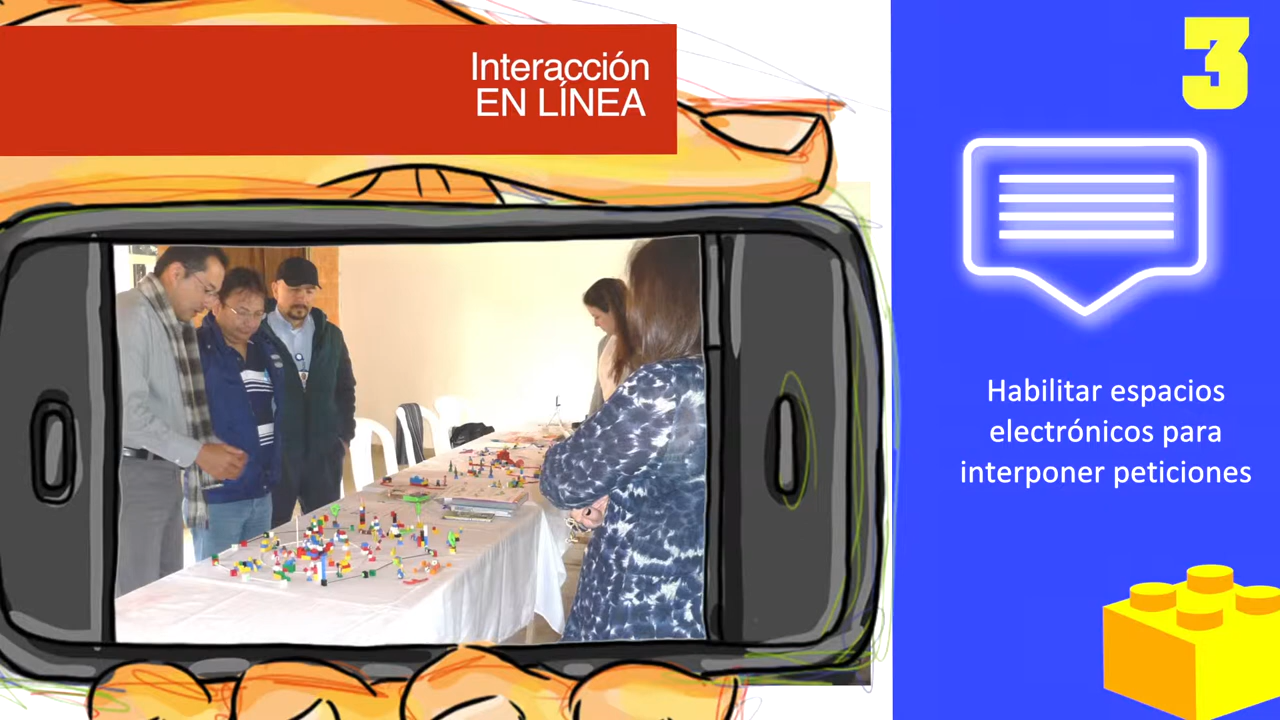 Interacción
EN LÍNEA
3
Habilitar espacios
electrónicos para
interponer peticiones